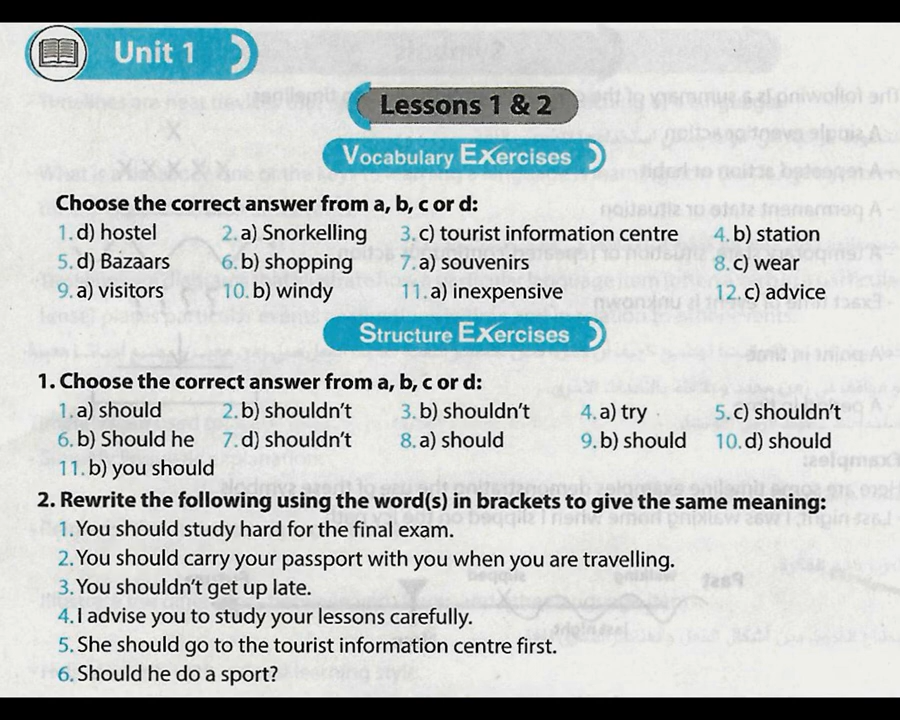 Unit 1
Lessons 1 & 2
Vocabulary EXercises
Choose the correct answer from a, b, c or d:
1. d) hostel 2. a) Snorkelling 3. c) tourist information centre 4. b) station
5. d) Bazaars 6. b) shopping 7. a) souvenirs 8. c) wear
9. a) visitors 10. b) windy 11. a) inexpensive 12. c) advice
Structure EXercises
1. Choose the correct answer from a, b, c or d:
1. a) should 2. b) shouldn't 3. b) shouldn't 4. a) try 5. c) shouldn't
6. b) Should he 7. d) shouldn't 8. a) should 9. b) should 10. d) should
11. b) you should
2. Rewrite the following using the word(s) in brackets to give the same meaning:
1. You should study hard for the final exam.
2. You should carry your passport with you when you are travelling.
3. You shouldn't get up late.
4. I advise you to study your lessons carefully.
5. She should go to the tourist information centre first.
6. Should he do a sport?